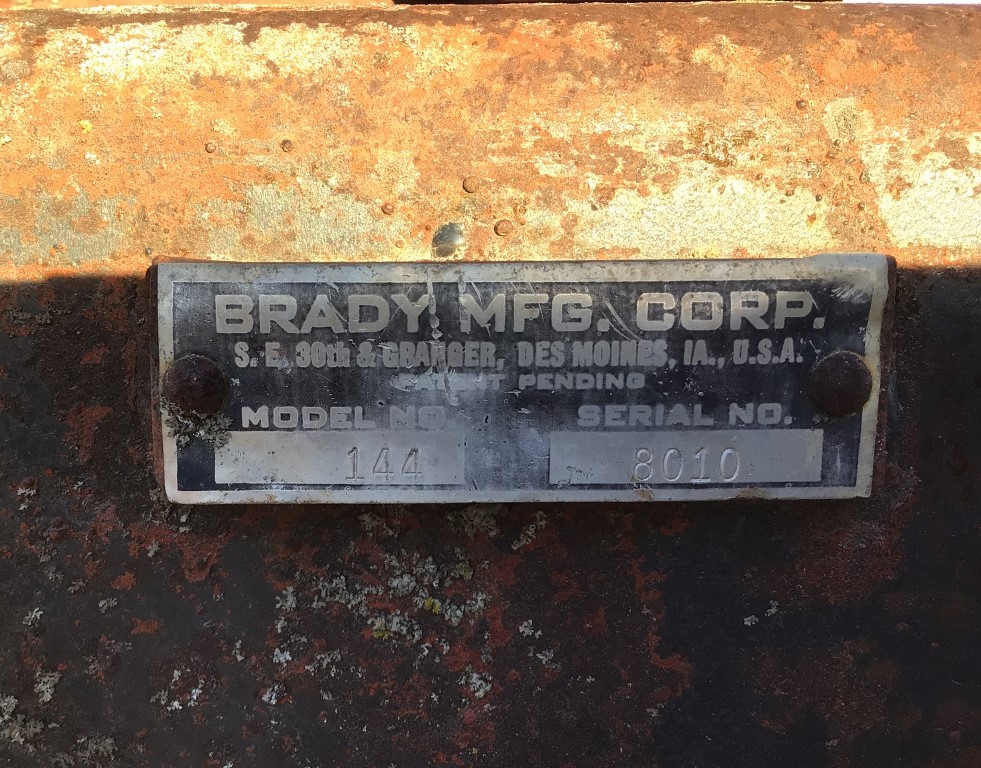 BRADY MFG. CORP.
S. E. 30th & GRANGER, DES MOINES, IA., U.S.A.
PATENT PENDING
MODEL NO. SERIAL NO.
144 8010